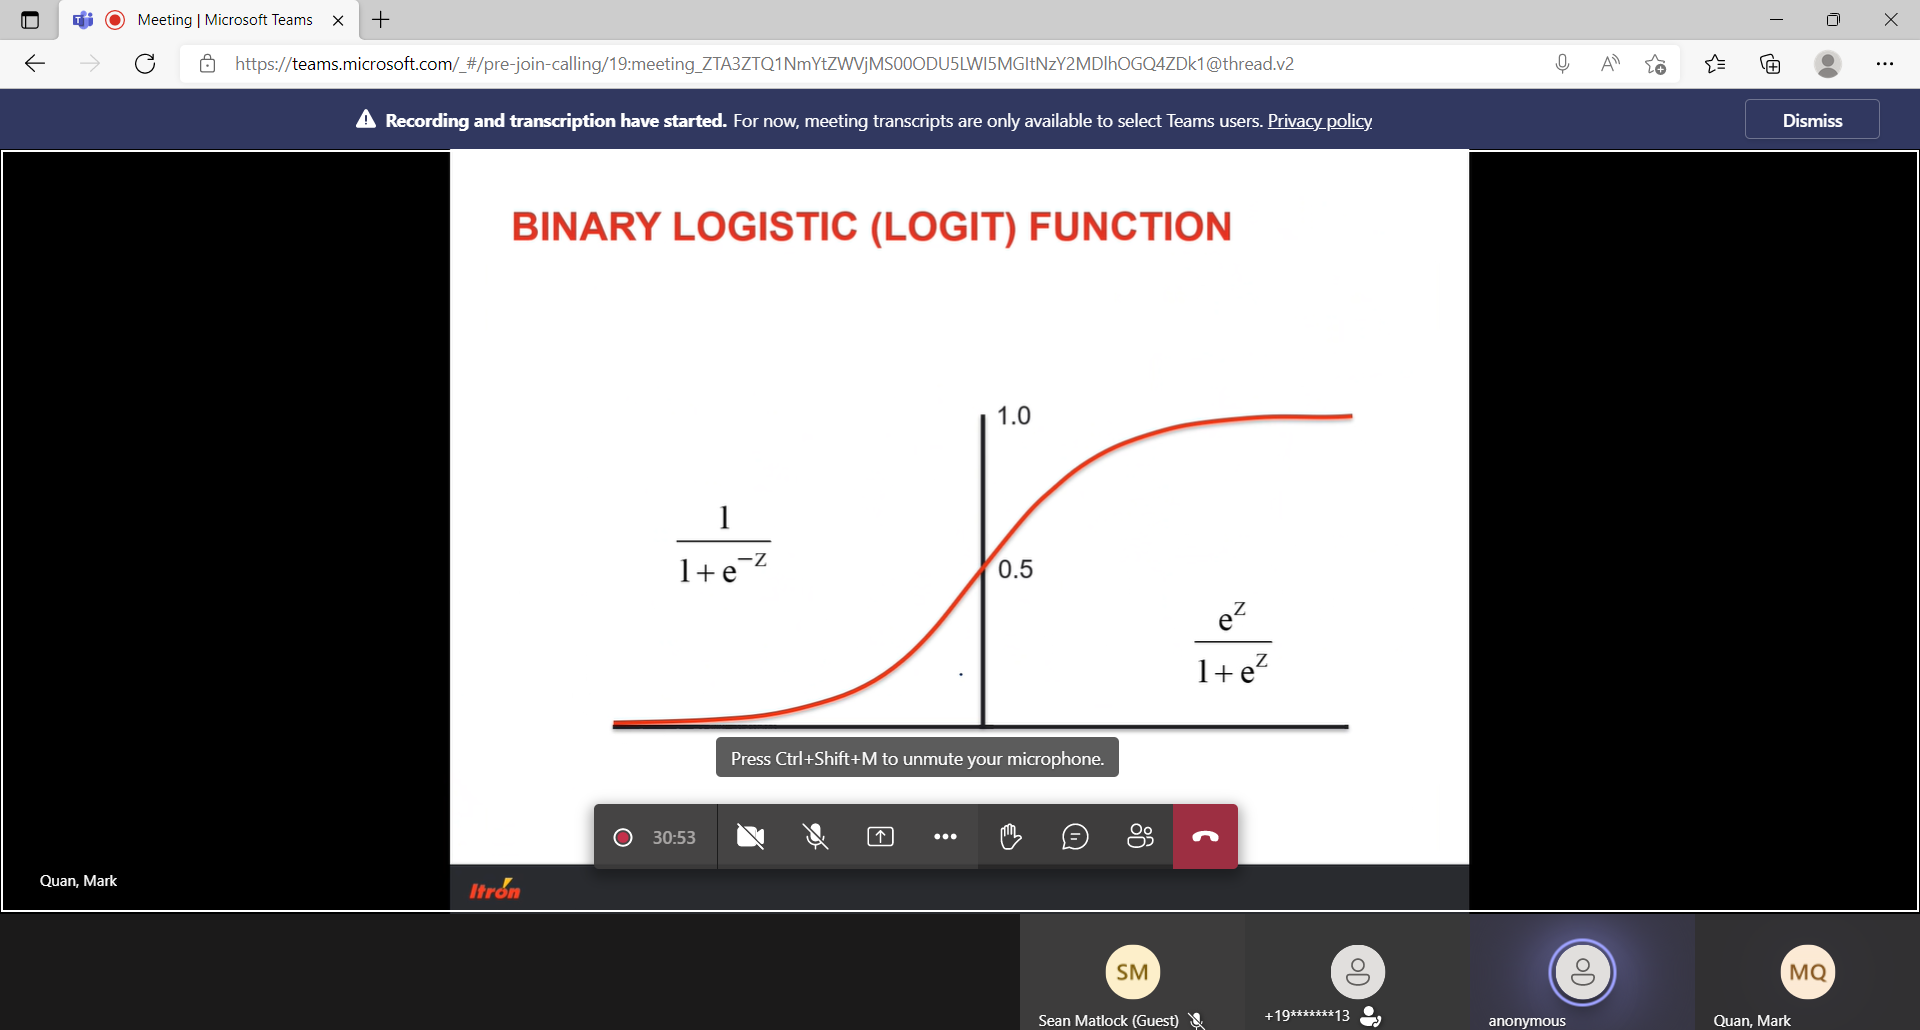 Meeting | Microsoft Teams
https://teams.microsoft.com/_#/pre-join-calling/19:meeting_ZTA3ZTQ1NmYtZWVjMS00ODU5LWI5MGItNzY2MDlhOGQ4ZDk1@thread.v2
Recording and transcription have started. For now, meeting transcripts are only available to select Teams users. Privacy policy
Dismiss
BINARY LOGISTIC (LOGIT) FUNCTION
1.0
1
1+e^-Z
0.5
e^Z
1+e^Z
Press Ctrl+Shift+M to unmute your microphone.
30:53
Quan, Mark
Itron
SM
MQ
Sean Matlock (Guest)
+19*******13
anonymous
Quan, Mark